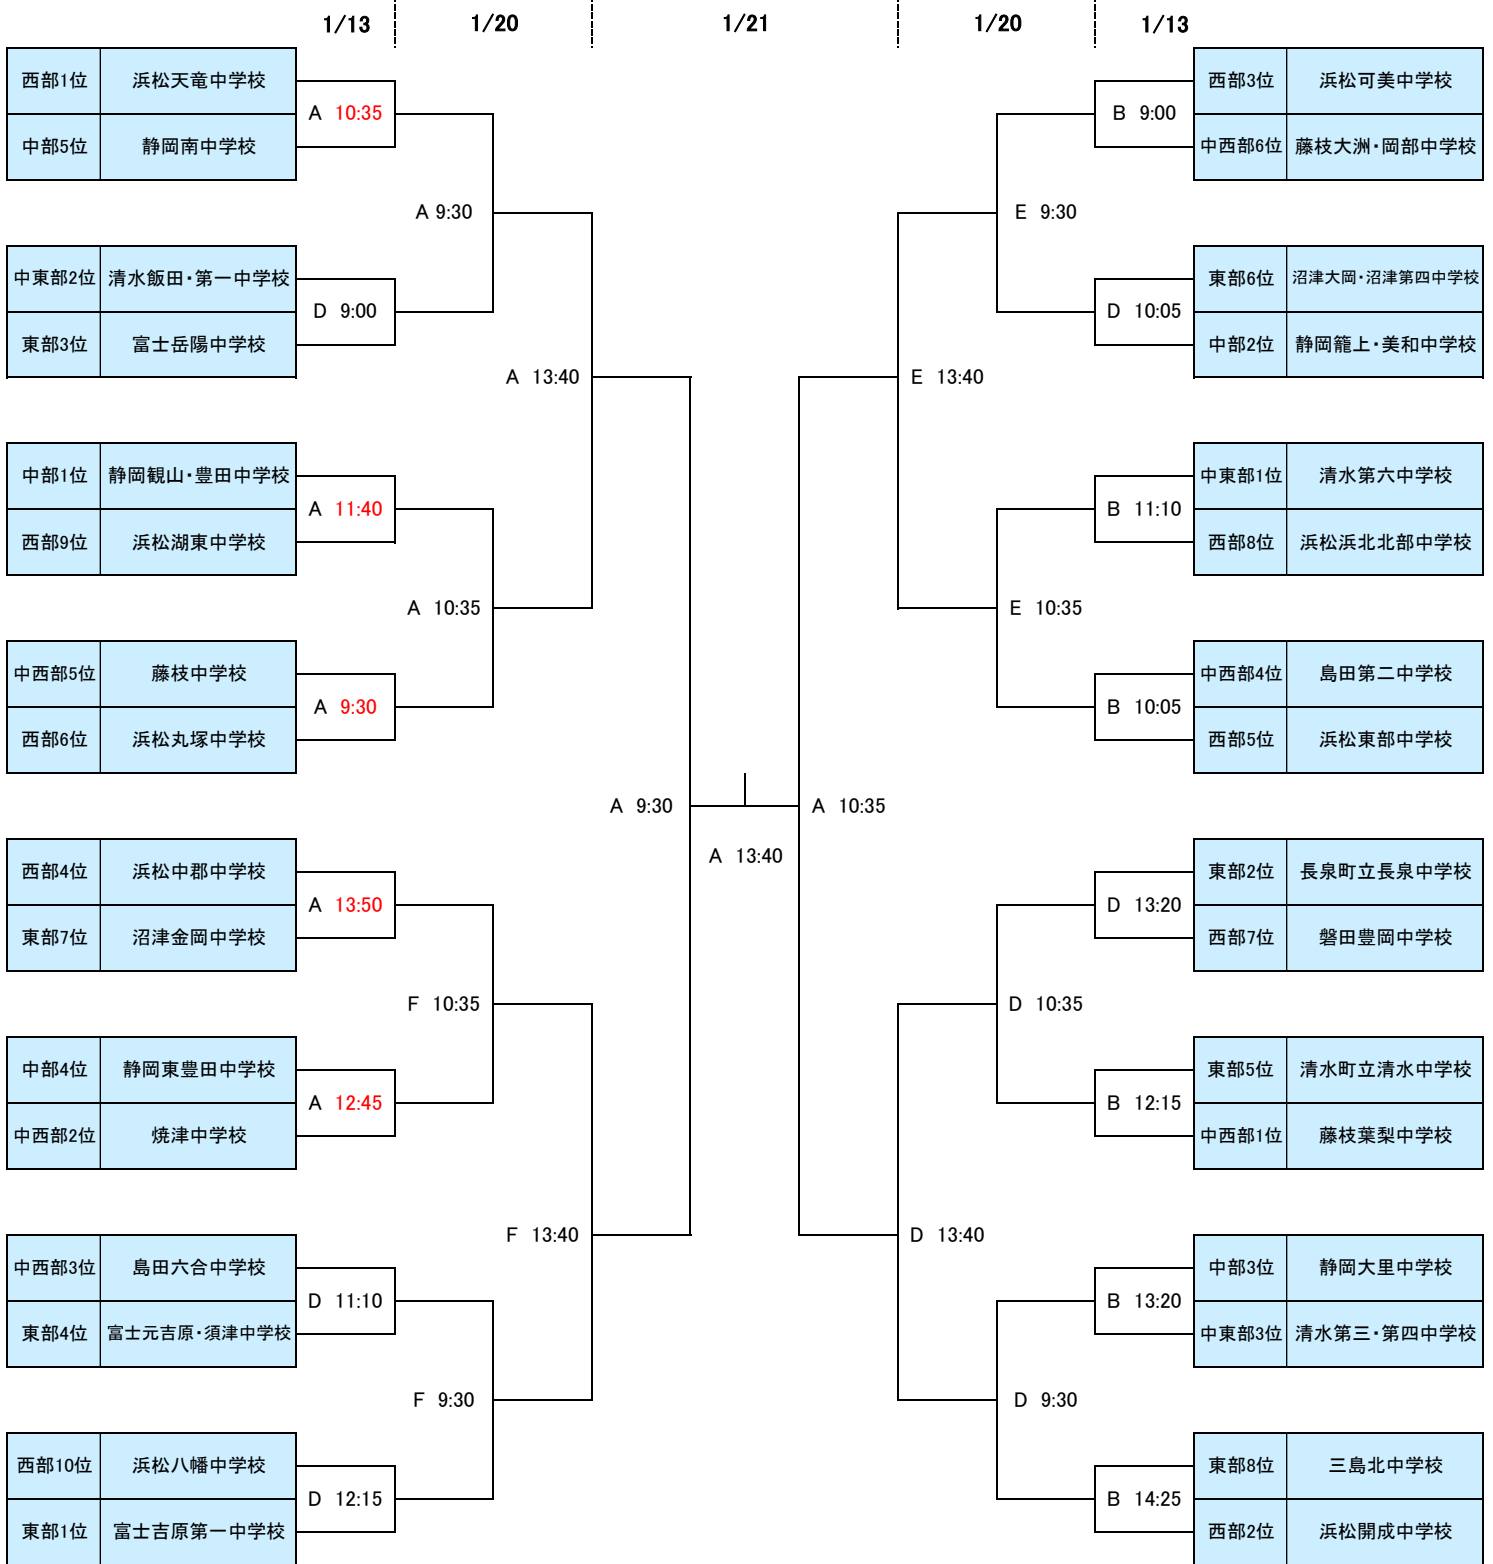 1/13 1/20 1/21 1/20 1/13
西部1位 浜松天竜中学校
A 10:35
中部5位 静岡南中学校
A 9:30
中東部2位 清水飯田・第一中学校
D 9:00
東部3位 富士岳陽中学校
A 13:40
中部1位 静岡観山・豊田中学校
A 11:40
西部9位 浜松湖東中学校
A 10:35
中西部5位 藤枝中学校
A 9:30
西部6位 浜松丸塚中学校
A 9:30
西部4位 浜松中郡中学校
A 13:50
東部7位 沼津金岡中学校
F 10:35
中部4位 静岡東豊田中学校
A 12:45
中西部2位 焼津中学校
F 13:40
中西部3位 島田六合中学校
D 11:10
東部4位 富士元吉原・須津中学校
F 9:30
西部10位 浜松八幡中学校
D 12:15
東部1位 富士吉原第一中学校
A 13:40
西部3位 浜松可美中学校
B 9:00
中西部6位 藤枝大洲・岡部中学校
E 9:30
東部6位 沼津大岡・沼津第四中学校
D 10:05
中部2位 静岡籠上・美和中学校
E 13:40
中東部1位 清水第六中学校
B 11:10
西部8位 浜松浜北北部中学校
E 10:35
中西部4位 島田第二中学校
B 10:05
西部5位 浜松東部中学校
A 10:35
東部2位 長泉町立長泉中学校
D 13:20
西部7位 磐田豊岡中学校
D 10:35
東部5位 清水町立清水中学校
B 12:15
中西部1位 藤枝葉梨中学校
D 13:40
中部3位 静岡大里中学校
B 13:20
中東部3位 清水第三・第四中学校
D 9:30
東部8位 三島北中学校
B 14:25
西部2位 浜松開成中学校